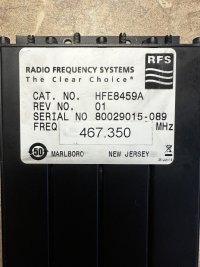 RADIO FREQUENCY SYSTEMS
The Clear Choice®
RFS
CAT. NO. HFE8459A
REV NO. 01
SERIAL NO 80029015-089
FREQ 467.350 MHz
50 MARLBORO NEW JERSEY